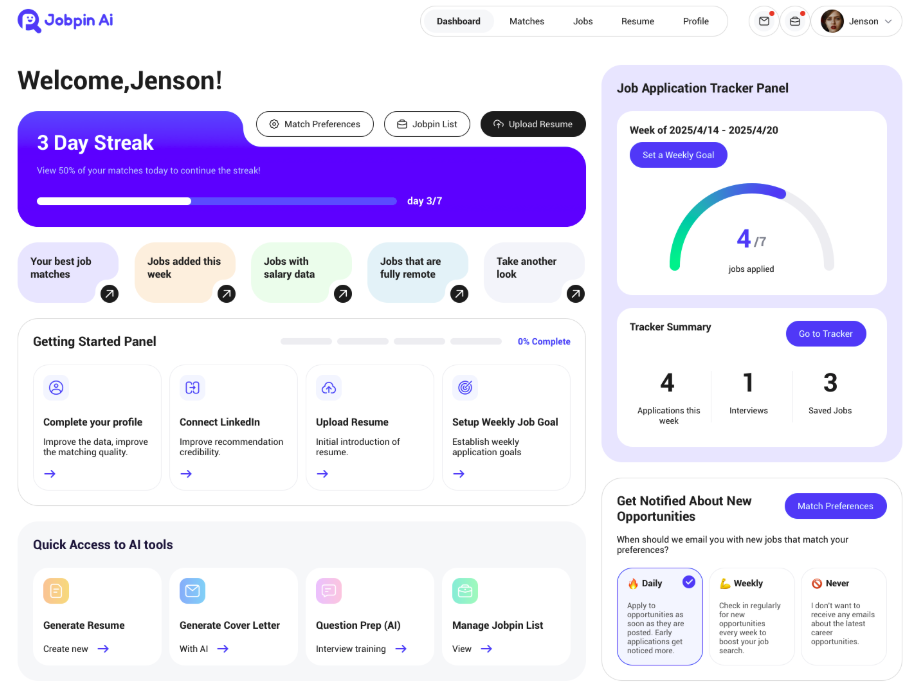 Jobpin Ai
Dashboard
Matches
Jobs
Resume
Profile
Jenson
Welcome,Jenson!
Match Preferences
Jobpin List
Upload Resume
3 Day Streak
View 50% of your matches today to continue the streak!
day 3/7
Your best job
matches
Jobs added this
week
Jobs with
salary data
Jobs that are
fully remote
Take another
look
Getting Started Panel
0% Complete
Complete your profile
Improve the data, improve
the matching quality.
Connect LinkedIn
Improve recommendation
credibility.
Upload Resume
Initial introduction of
resume.
Setup Weekly Job Goal
Establish weekly
application goals
Quick Access to AI tools
Generate Resume
Create new
Generate Cover Letter
With AI
Question Prep (AI)
Interview training
Manage Jobpin List
View
Job Application Tracker Panel
Week of 2025/4/14 - 2025/4/20
Set a Weekly Goal
4 /7
jobs applied
Tracker Summary
Go to Tracker
4
Applications this
week
1
Interviews
3
Saved Jobs
Get Notified About New
Opportunities
Match Preferences
When should we email you with new jobs that match your
preferences?
Daily
Apply to
opportunities as
soon as they are
posted. Early
applications get
noticed more.
Weekly
Check in regularly
for new
opportunities
every week to
boost your job
search.
Never
I don't want to
receive any emails
about the latest
career
opportunities.